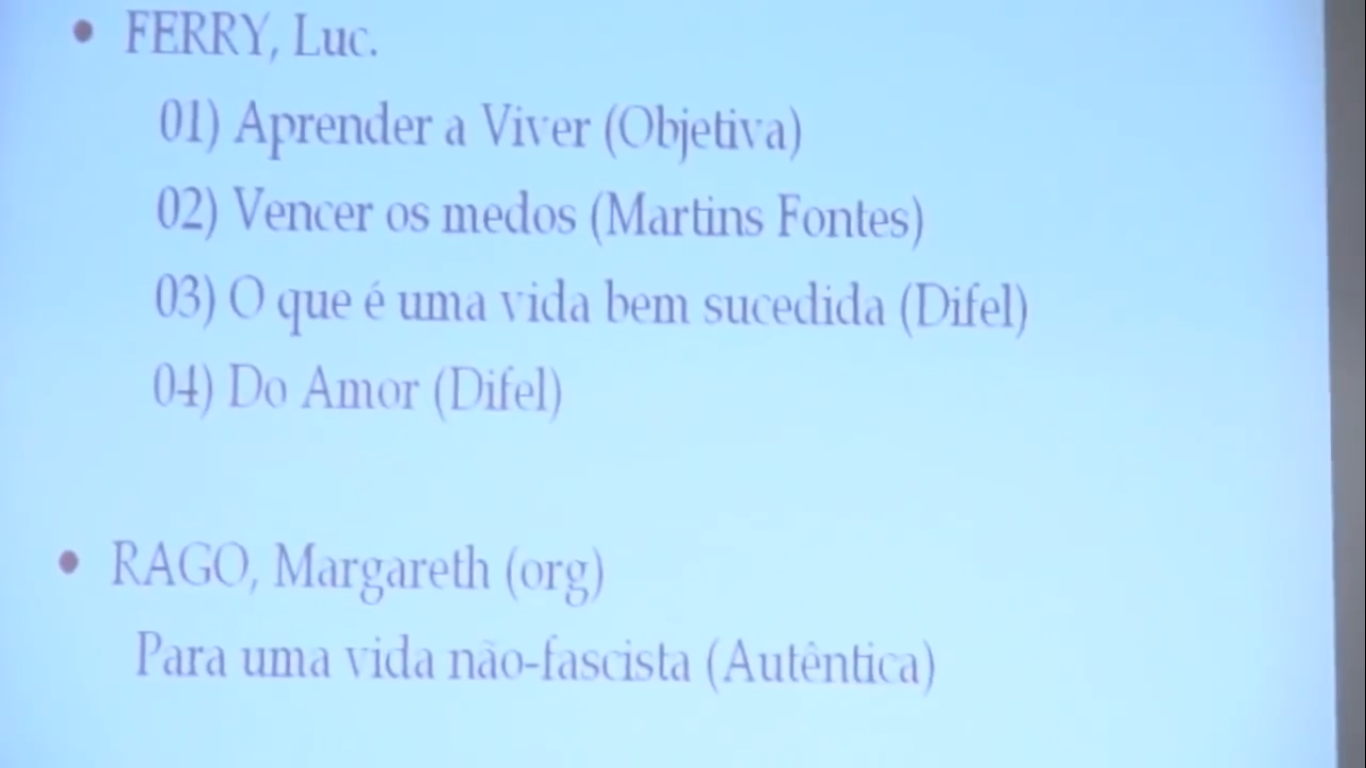 • FERRY, Luc.
01) Aprender a Viver (Objetiva)
02) Vencer os medos (Martins Fontes)
03) O que é uma vida bem sucedida (Difel)
04) Do Amor (Difel)
• RAGO, Margareth (org)
Para uma vida não-fascista (Autêntica)